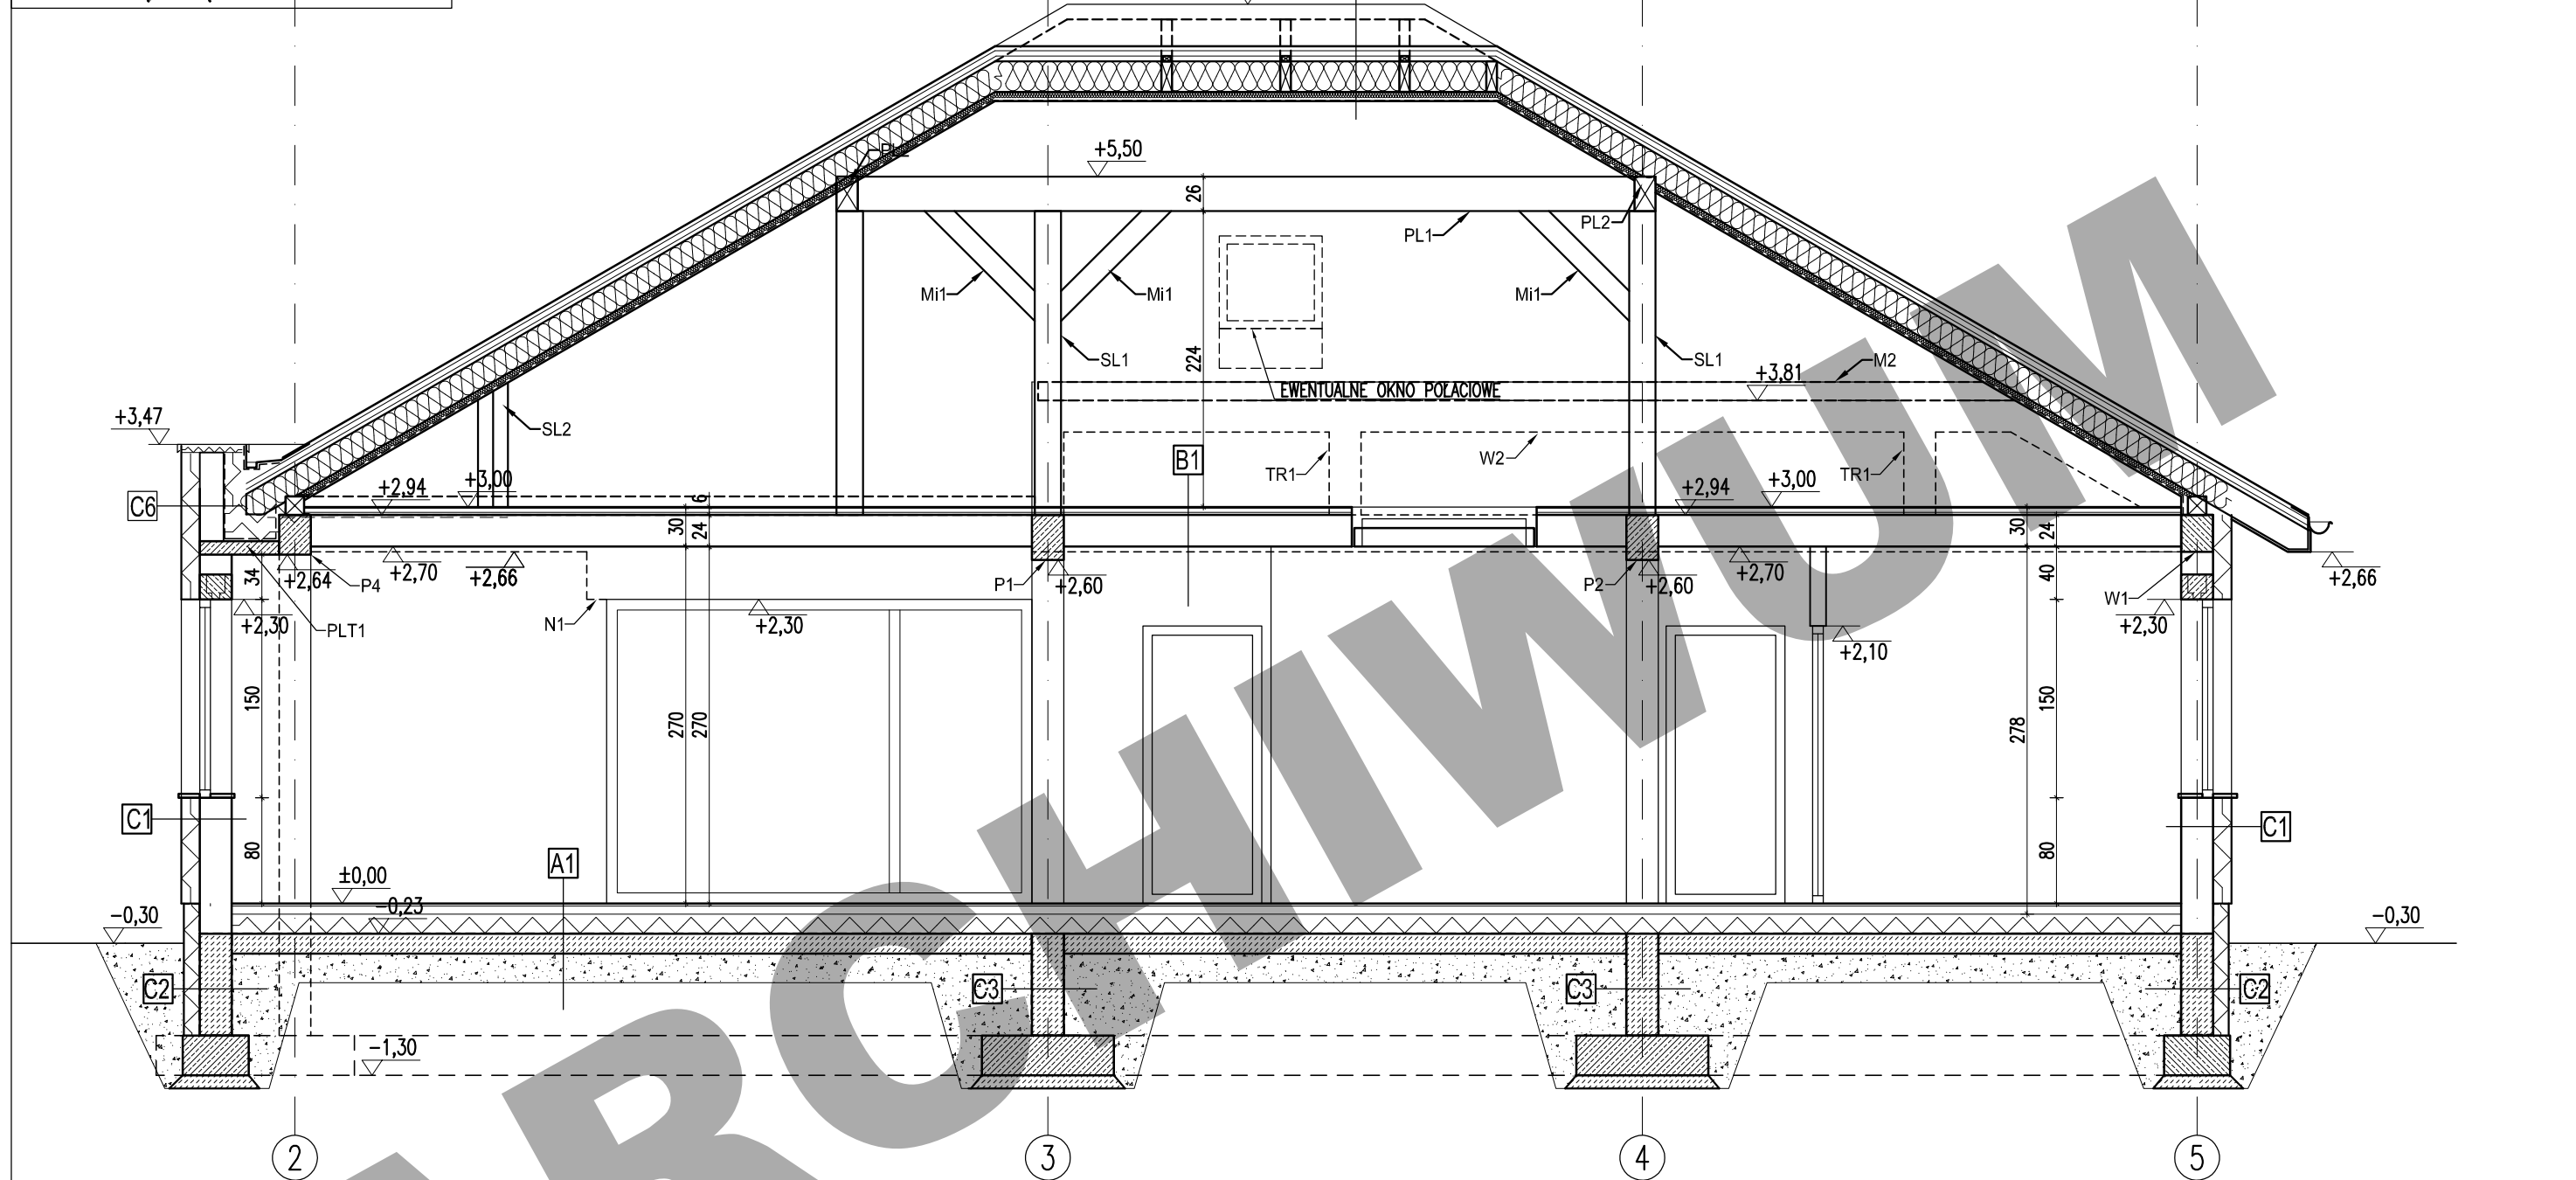 +5,50
26
PL2
PL1
Mi1
Mi1
Mi1
SL1
SL1
224
M2
+3,81
EWENTUALNE OKNO POŁACIOWE
+3,47
SL2
B1
TR1
W2
TR1
C6
+2,94
+3,00
6
30
24
+2,94
+3,00
30
24
34
+2,64
P4
+2,70
+2,66
P1
+2,60
P2
+2,60
+2,70
40
+2,66
W1
+2,30
PLT1
N1
+2,30
+2,30
+2,10
150
270
270
278
150
C1
C1
80
A1
80
±0,00
-0,23
-0,30
-0,30
C2
C3
C3
C2
-1,30
2
3
4
5
ARCHIWUM